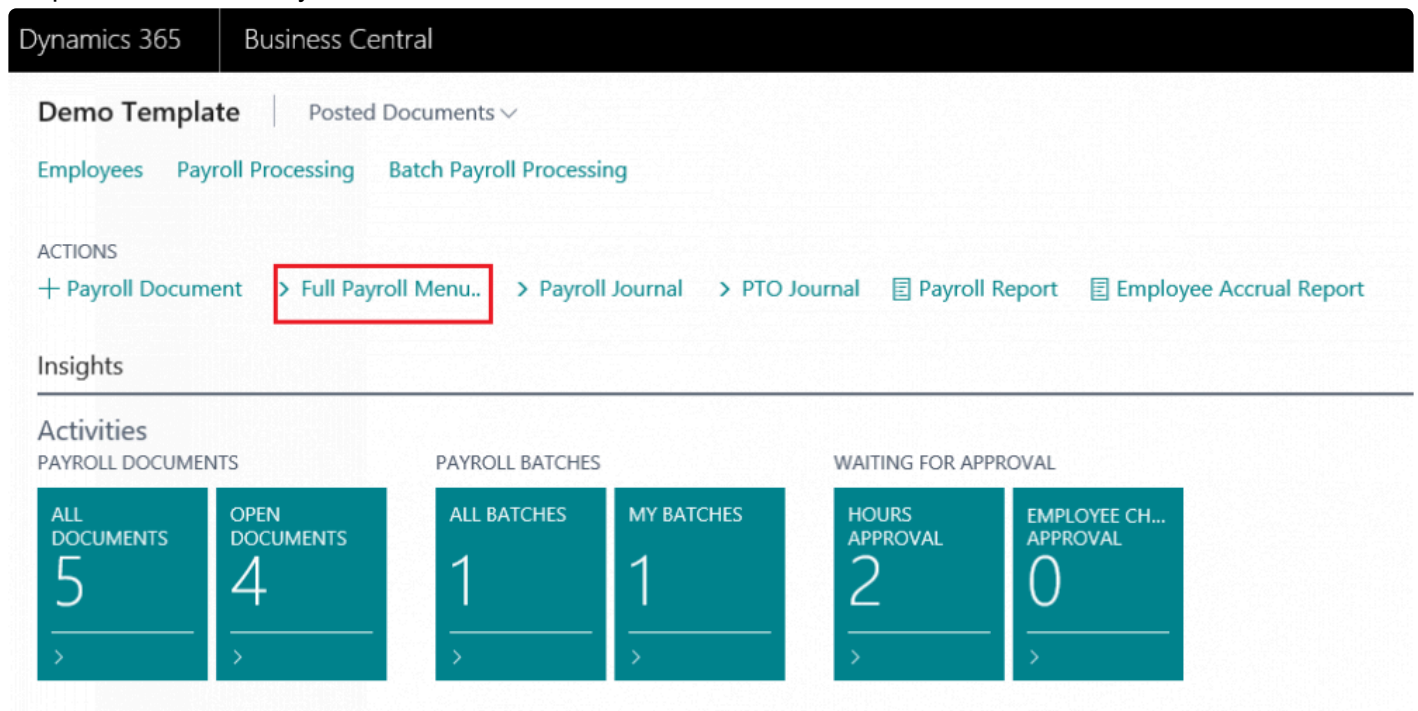 Dynamics 365 Business Central
Demo Template Posted Documents
Employees Payroll Processing Batch Payroll Processing
ACTIONS
+ Payroll Document > Full Payroll Menu.. > Payroll Journal > PTO Journal Payroll Report Employee Accrual Report
Insights
Activities
PAYROLL DOCUMENTS PAYROLL BATCHES WAITING FOR APPROVAL
ALL DOCUMENTS
5
OPEN DOCUMENTS
4
ALL BATCHES
1
MY BATCHES
1
HOURS APPROVAL
2
EMPLOYEE CH... APPROVAL
0